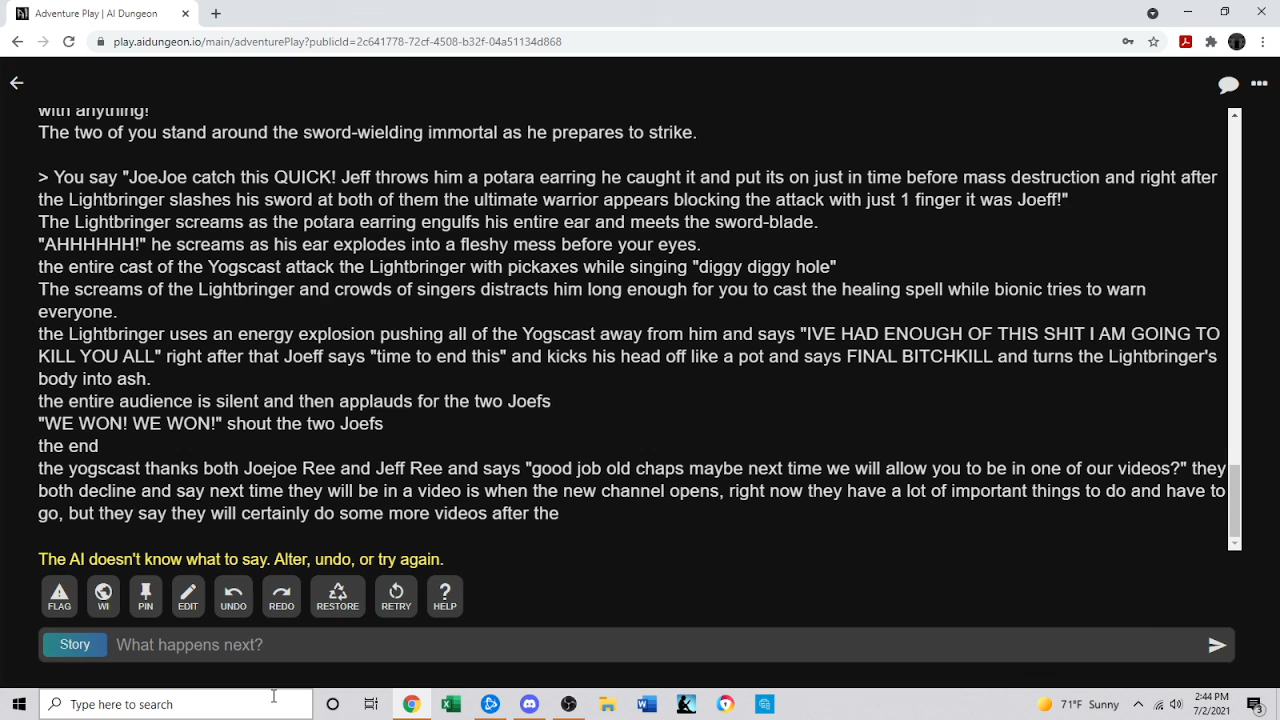 Adventure Play | AI Dungeon
play.aidungeon.io/main/adventurePlay?publicId=2c641778-72cf-4508-b32f-04a51134d868
with anything!
The two of you stand around the sword-wielding immortal as he prepares to strike.
> You say "JoeJoe catch this QUICK! Jeff throws him a potara earring he caught it and put its on just in time before mass destruction and right after
the Lightbringer slashes his sword at both of them the ultimate warrior appears blocking the attack with just 1 finger it was Joeff!"
The Lightbringer screams as the potara earring engulfs his entire ear and meets the sword-blade.
"AHHHHHH!" he screams as his ear explodes into a fleshy mess before your eyes.
the entire cast of the Yogscast attack the Lightbringer with pickaxes while singing "diggy diggy hole"
The screams of the Lightbringer and crowds of singers distracts him long enough for you to cast the healing spell while bionic tries to warn
everyone.
the Lightbringer uses an energy explosion pushing all of the Yogscast away from him and says "IVE HAD ENOUGH OF THIS SHIT I AM GOING TO
KILL YOU ALL" right after that Joeff says "time to end this" and kicks his head off like a pot and says FINAL BITCHKILL and turns the Lightbringer's
body into ash.
the entire audience is silent and then applauds for the two Joefs
"WE WON! WE WON!" shout the two Joefs
the end
the yogscast thanks both Joejoe Ree and Jeff Ree and says "good job old chaps maybe next time we will allow you to be in one of our videos?" they
both decline and say next time they will be in a video is when the new channel opens, right now they have a lot of important things to do and have to
go, but they say they will certainly do some more videos after the
The AI doesn't know what to say. Alter, undo, or try again.
FLAG WI PIN EDIT UNDO REDO RESTORE RETRY HELP
Story What happens next?
Type here to search
71°F Sunny
2:44 PM
7/2/2021
3